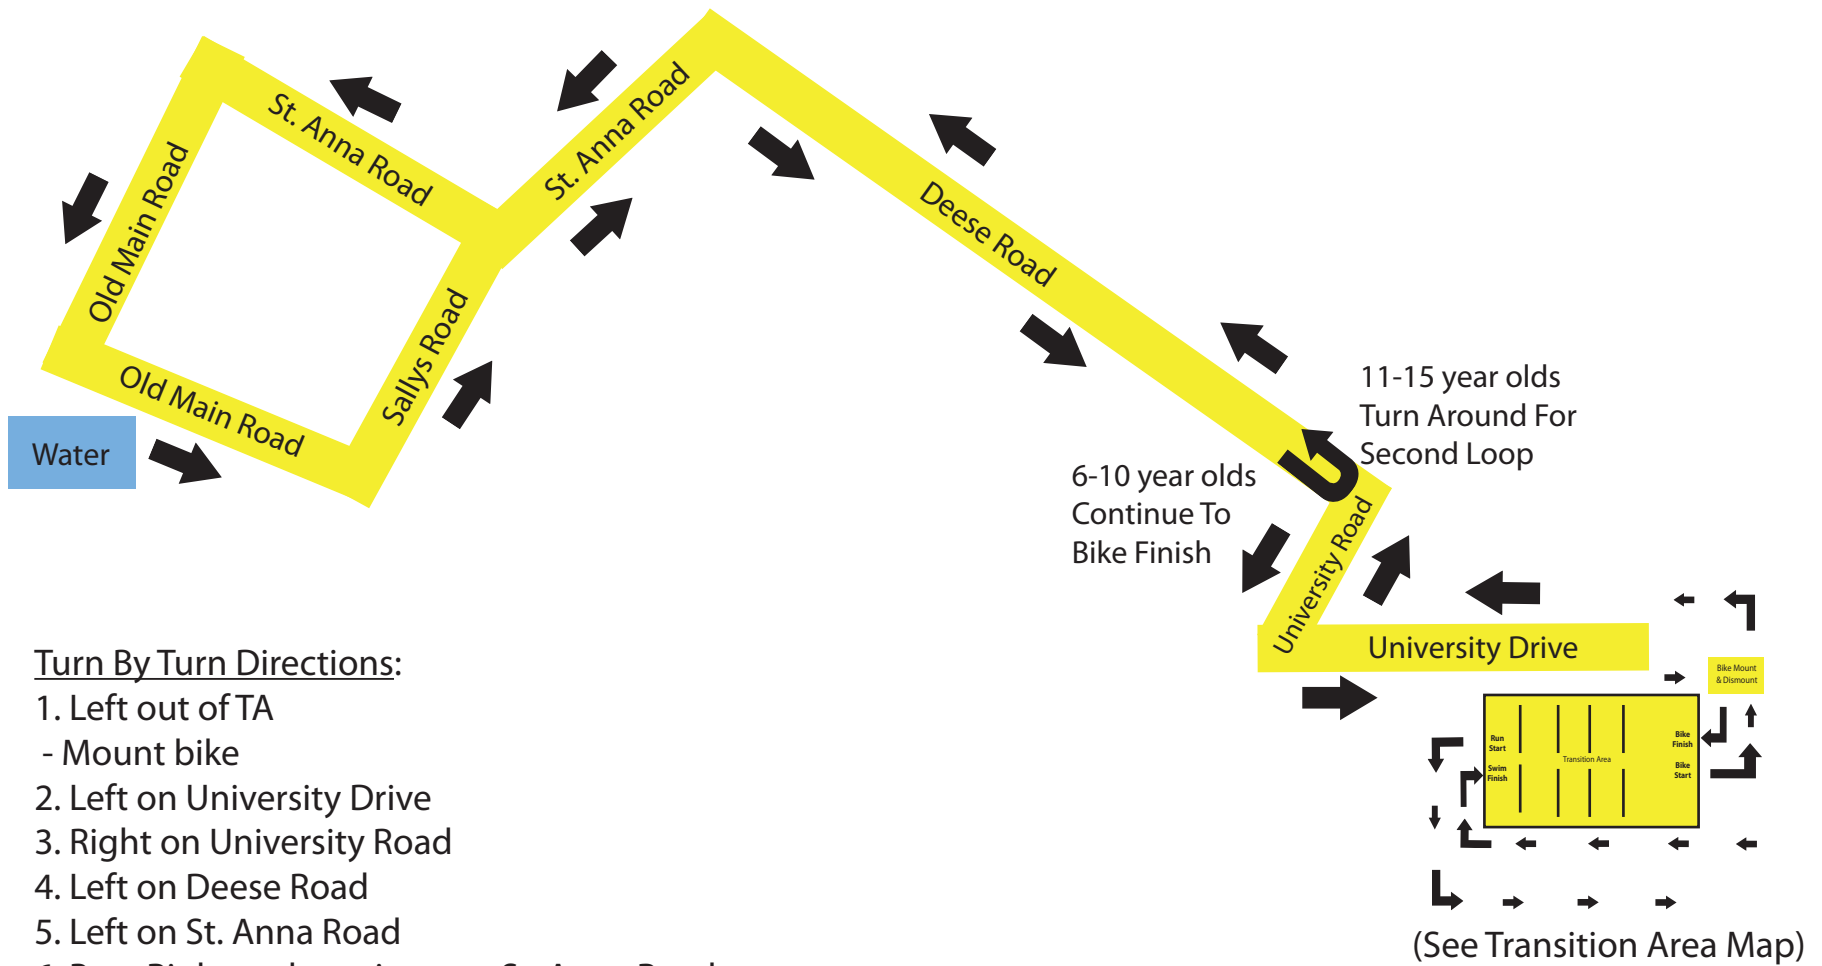 St. Anna Road
St. Anna Road
Old Main Road
Deese Road
Sallys Road
Old Main Road
Water
11-15 year olds
Turn Around For
Second Loop
6-10 year olds
Continue To
Bike Finish
University Road
University Drive
Bike Mount
& Dismount
Run
Start
Swim
Finish
Transition Area
Bike
Finish
Bike
Start
(See Transition Area Map)
Turn By Turn Directions:
1. Left out of TA
- Mount bike
2. Left on University Drive
3. Right on University Road
4. Left on Deese Road
5. Left on St. Anna Road